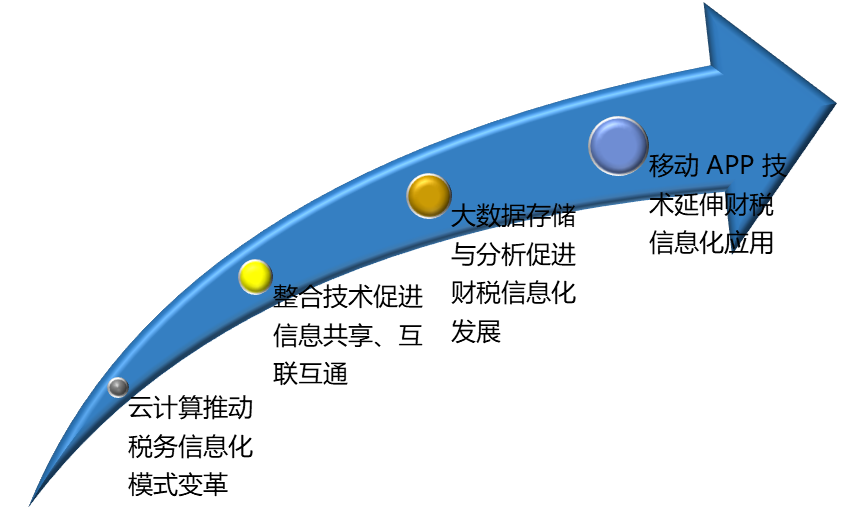 移动 APP 技
术延伸财税
信息化应用
大数据存储
与分析促进
财税信息化
发展
整合技术促进
信息共享、互
联互通
云计算推动
税务信息化
模式变革